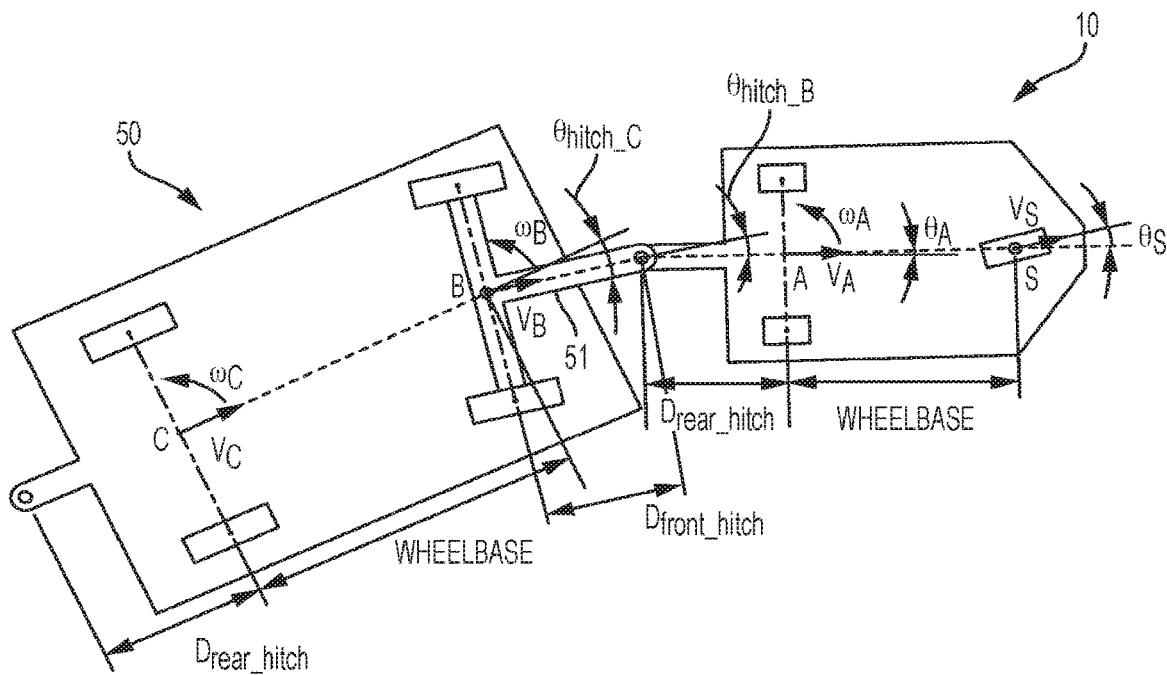 10
θhitch_B
50
θhitch_C
ωB
ωA
θA
VS
θS
B
A
VA
S
VB
51
ωC
Drear_hitch
WHEELBASE
C
VC
Dfront_hitch
WHEELBASE
Drear_hitch